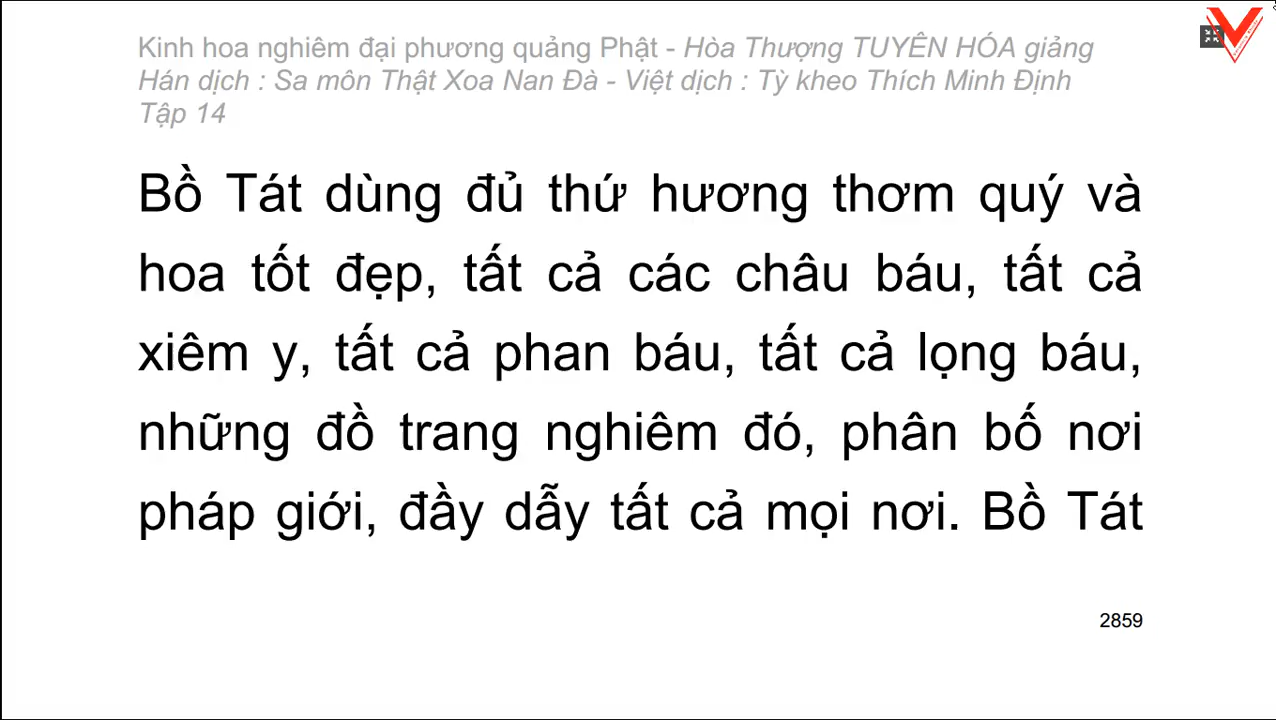 Kinh hoa nghiêm đại phương quảng Phật - Hòa Thượng TUYÊN HÓA giảng
Hán dịch : Sa môn Thật Xoa Nan Đà - Việt dịch : Tỳ kheo Thích Minh Định
Tập 14
Bồ Tát dùng đủ thứ hương thơm quý và
hoa tốt đẹp, tất cả các châu báu, tất cả
xiêm y, tất cả phan báu, tất cả lọng báu,
những đồ trang nghiêm đó, phân bố nơi
pháp giới, đầy dẫy tất cả mọi nơi. Bồ Tát
2859